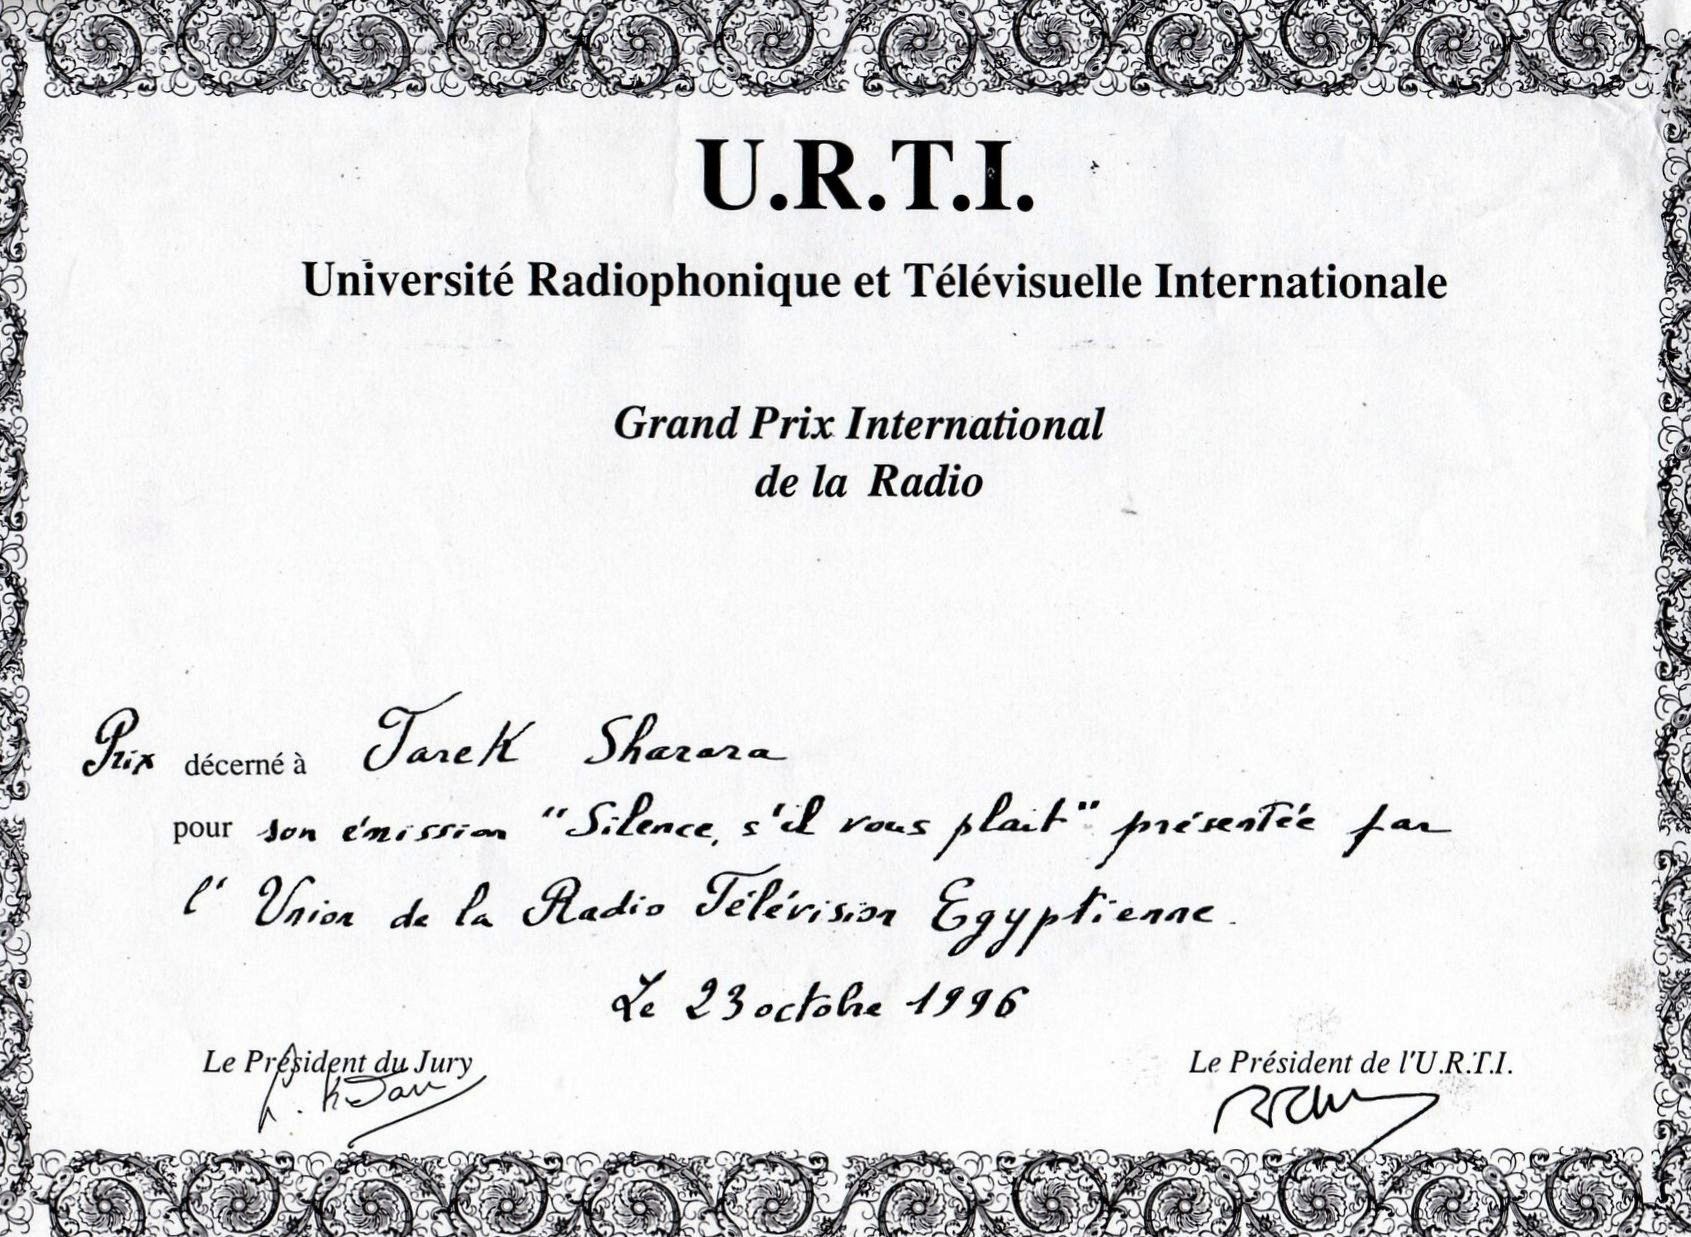 U.R.T.I.
Université Radiophonique et Télévisuelle Internationale
Grand Prix International
de la Radio
Prix décerné à Tarek Sharara
pour son émission "Silence, s'il vous plait" présentée par
l' Union de la Radio Télévision Egyptienne.
Le 23 octobre 1996
Le Président du Jury
Le Président de l'U.R.T.I.